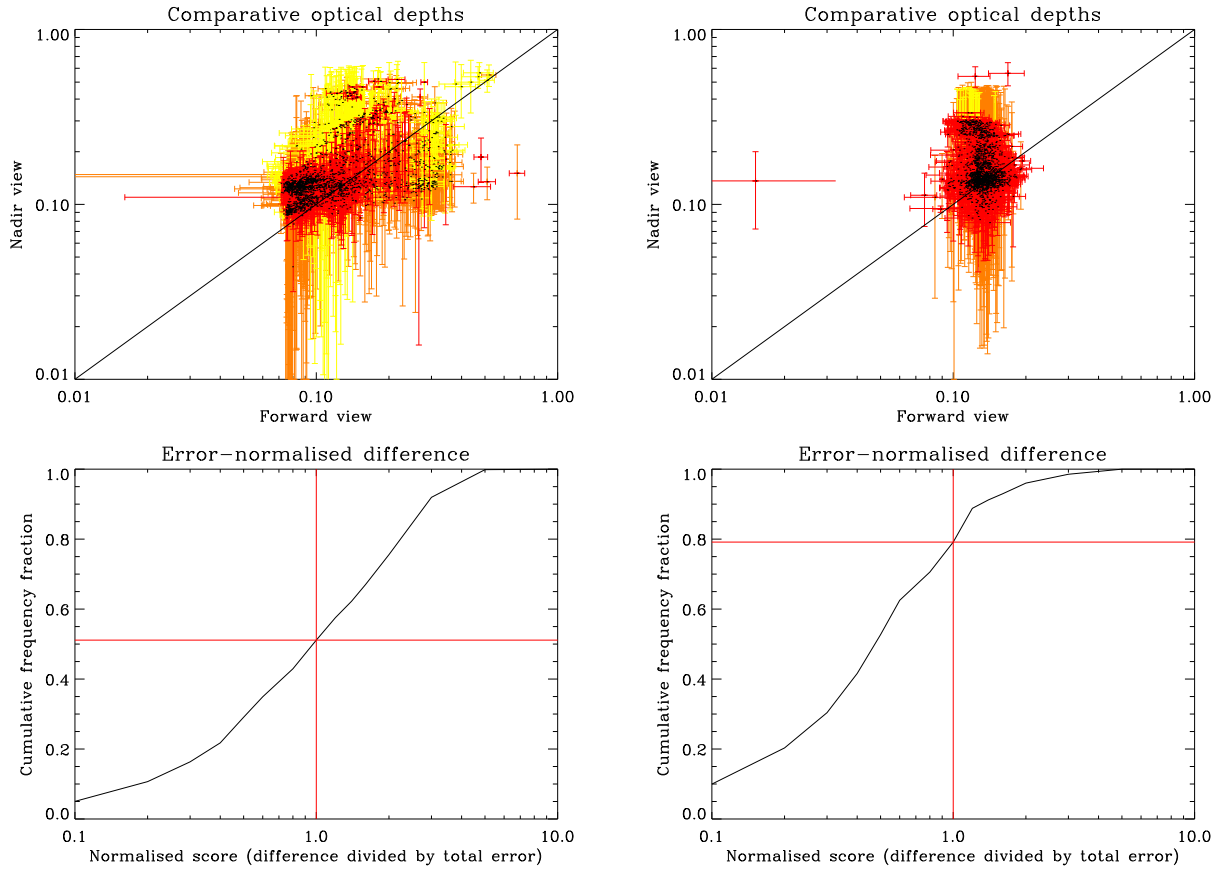 Comparative optical depths
1.00
0.10
0.01
Nadir view
0.01 0.10 1.00
Forward view
Comparative optical depths
1.00
0.10
0.01
Nadir view
0.01 0.10 1.00
Forward view
Error-normalised difference
1.0
0.8
0.6
0.4
0.2
0.0
Cumulative frequency fraction
0.1 1.0 10.0
Normalised score (difference divided by total error)
Error-normalised difference
1.0
0.8
0.6
0.4
0.2
0.0
Cumulative frequency fraction
0.1 1.0 10.0
Normalised score (difference divided by total error)